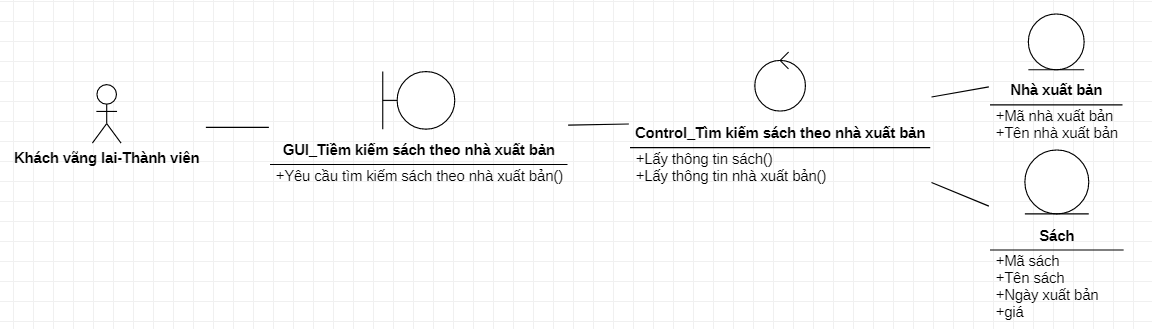 Khách vãng lai-Thành viên
GUI_Tiềm kiếm sách theo nhà xuất bản
+Yêu cầu tìm kiếm sách theo nhà xuất bản()
Control_Tìm kiếm sách theo nhà xuất bản
+Lấy thông tin sách()
+Lấy thông tin nhà xuất bản()
Nhà xuất bản
+Mã nhà xuất bản
+Tên nhà xuất bản
Sách
+Mã sách
+Tên sách
+Ngày xuất bản
+giá